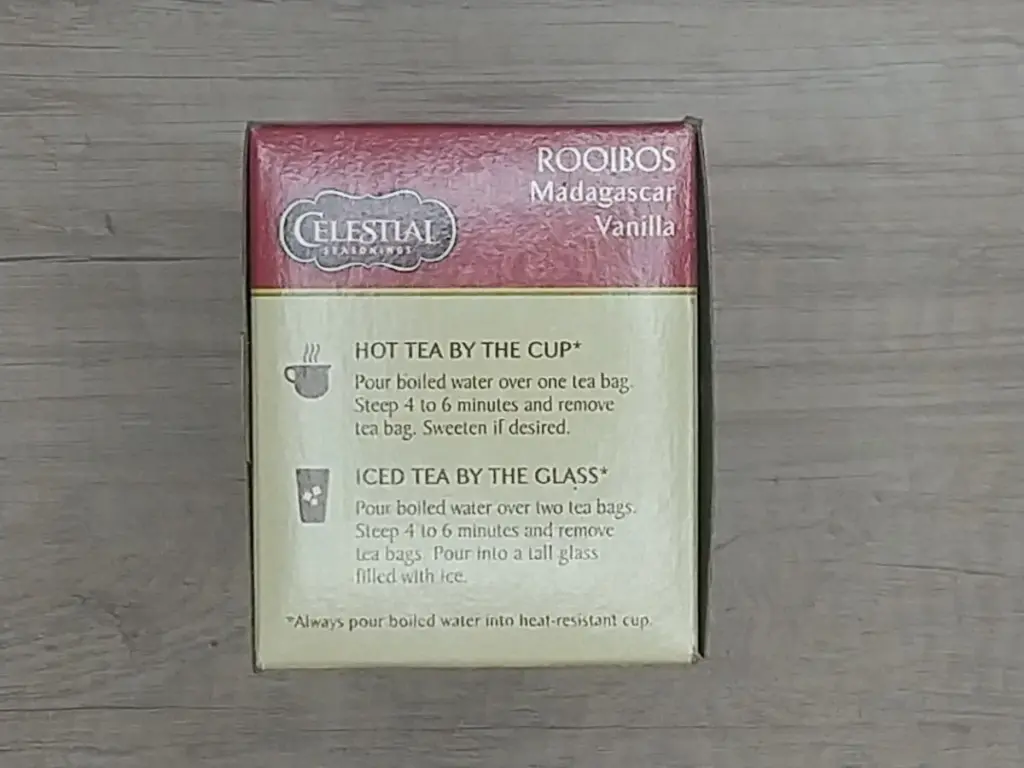 ROOIBOS
Madagascar
Vanilla
CELESTIAL
SEASONINGS
HOT TEA BY THE CUP*
Pour boiled water over one tea bag.
Steep 4 to 6 minutes and remove
tea bag. Sweeten if desired.
ICED TEA BY THE GLASS*
Pour boiled water over two tea bags.
Steep 4 to 6 minutes and remove
tea bags. Pour into a tall glass
filled with ice.
*Always pour boiled water into heat-resistant cup.